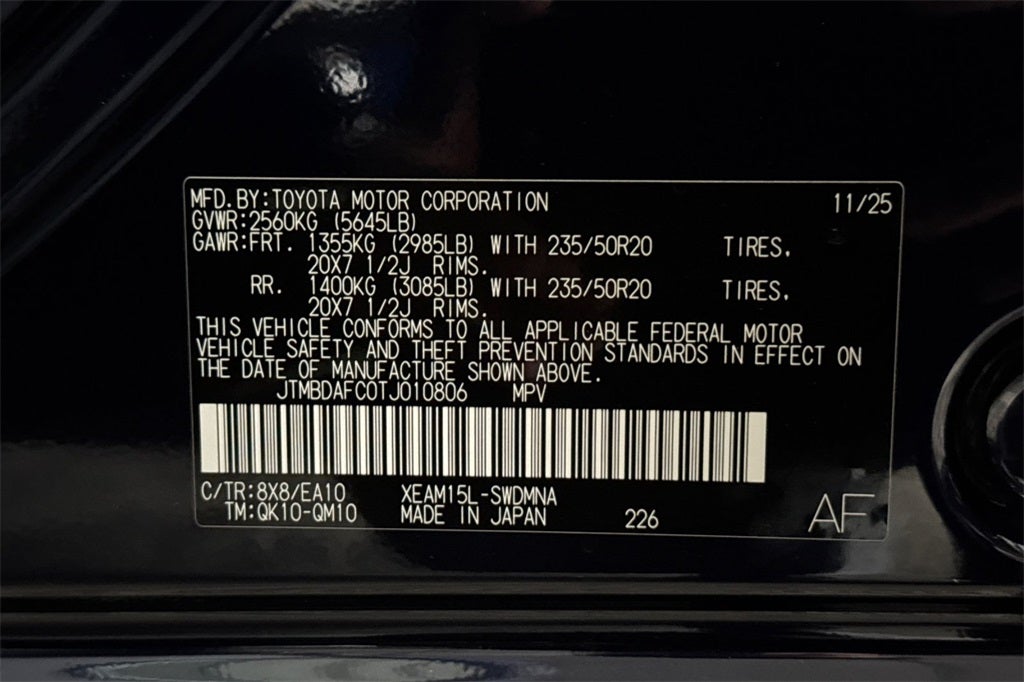 MFD.BY:TOYOTA MOTOR CORPORATION 11/25
GVWR:2560KG (5645LB)
GAWR:FRT. 1355KG (2985LB) WITH 235/50R20 TIRES.
20X7 1/2J RIMS.
RR. 1400KG (3085LB) WITH 235/50R20 TIRES.
20X7 1/2J RIMS.
THIS VEHICLE CONFORMS TO ALL APPLICABLE FEDERAL MOTOR
VEHICLE SAFETY AND THEFT PREVENTION STANDARDS IN EFFECT ON
THE DATE OF MANUFACTURE SHOWN ABOVE.
JTMBDAFC0TJ010806 MPV
C/TR:8X8/EA10 XEAM15L-SWDMNA
TM:QK10-QM10 MADE IN JAPAN 226 AF